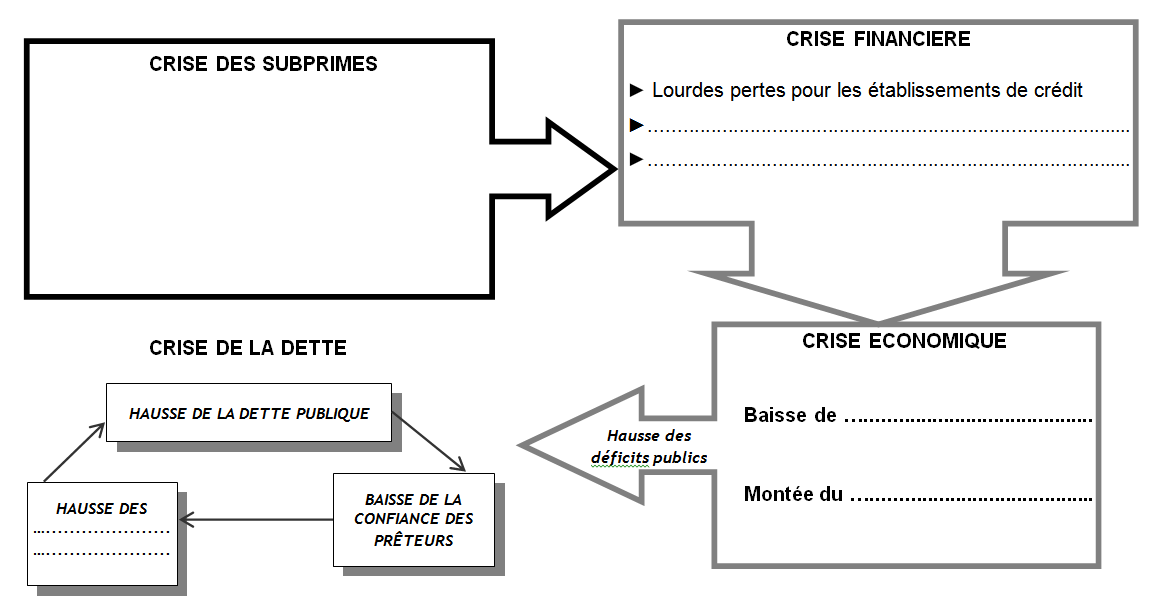 CRISE DES SUBPRIMES
CRISE FINANCIERE
► Lourdes pertes pour les établissements de crédit
► ................................................................................
► ................................................................................
CRISE ECONOMIQUE
Baisse de ..........................................
Montée du .........................................
Hausse des
déficits publics
CRISE DE LA DETTE
HAUSSE DE LA DETTE PUBLIQUE
BAISSE DE LA
CONFIANCE DES
PRÊTEURS
HAUSSE DES
........................
........................